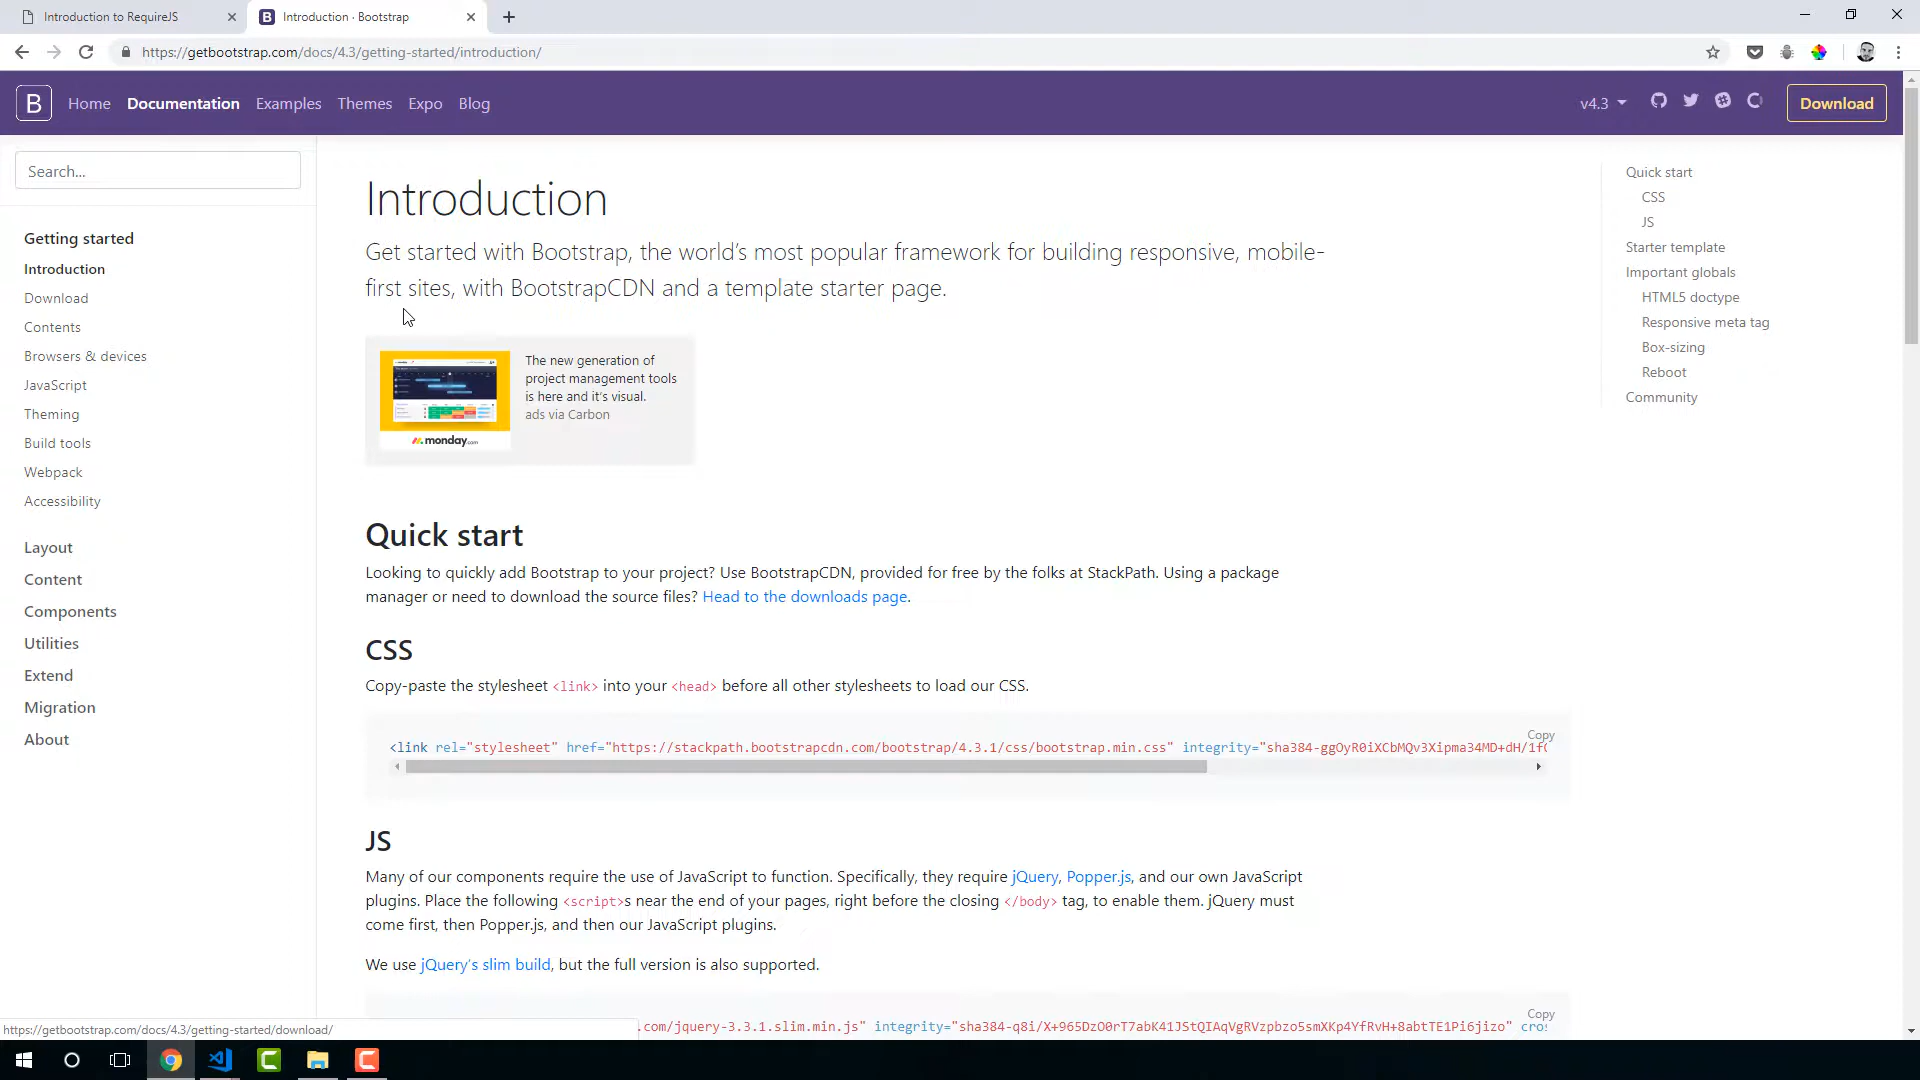 Introduction to RequireJS
Introduction · Bootstrap
https://getbootstrap.com/docs/4.3/getting-started/introduction/
B
Home
Documentation
Examples
Themes
Expo
Blog
v4.3
Download
Search...
Getting started
Introduction
Download
Contents
Browsers & devices
JavaScript
Theming
Build tools
Webpack
Accessibility
Layout
Content
Components
Utilities
Extend
Migration
About
Introduction
Get started with Bootstrap, the world’s most popular framework for building responsive, mobile-
first sites, with BootstrapCDN and a template starter page.
monday.com
The new generation of
project management tools
is here and it’s visual.
ads via Carbon
Quick start
Looking to quickly add Bootstrap to your project? Use BootstrapCDN, provided for free by the folks at StackPath. Using a package
manager or need to download the source files? Head to the downloads page.
CSS
Copy-paste the stylesheet <link> into your <head> before all other stylesheets to load our CSS.
Copy
<link rel="stylesheet" href="https://stackpath.bootstrapcdn.com/bootstrap/4.3.1/css/bootstrap.min.css" integrity="sha384-ggOyR0iXCbMQv3Xipma34MD+dH/1f
JS
Many of our components require the use of JavaScript to function. Specifically, they require jQuery, Popper.js, and our own JavaScript
plugins. Place the following <script>s near the end of your pages, right before the closing </body> tag, to enable them. jQuery must
come first, then Popper.js, and then our JavaScript plugins.
We use jQuery’s slim build, but the full version is also supported.
Copy
.com/jquery-3.3.1.slim.min.js" integrity="sha384-q8i/X+965DzO0rT7abK41JStQIAqVgRVzpbzo5smXKp4YfRvH+8abtTE1Pi6jizo" cros
Quick start
CSS
JS
Starter template
Important globals
HTML5 doctype
Responsive meta tag
Box-sizing
Reboot
Community
https://getbootstrap.com/docs/4.3/getting-started/download/